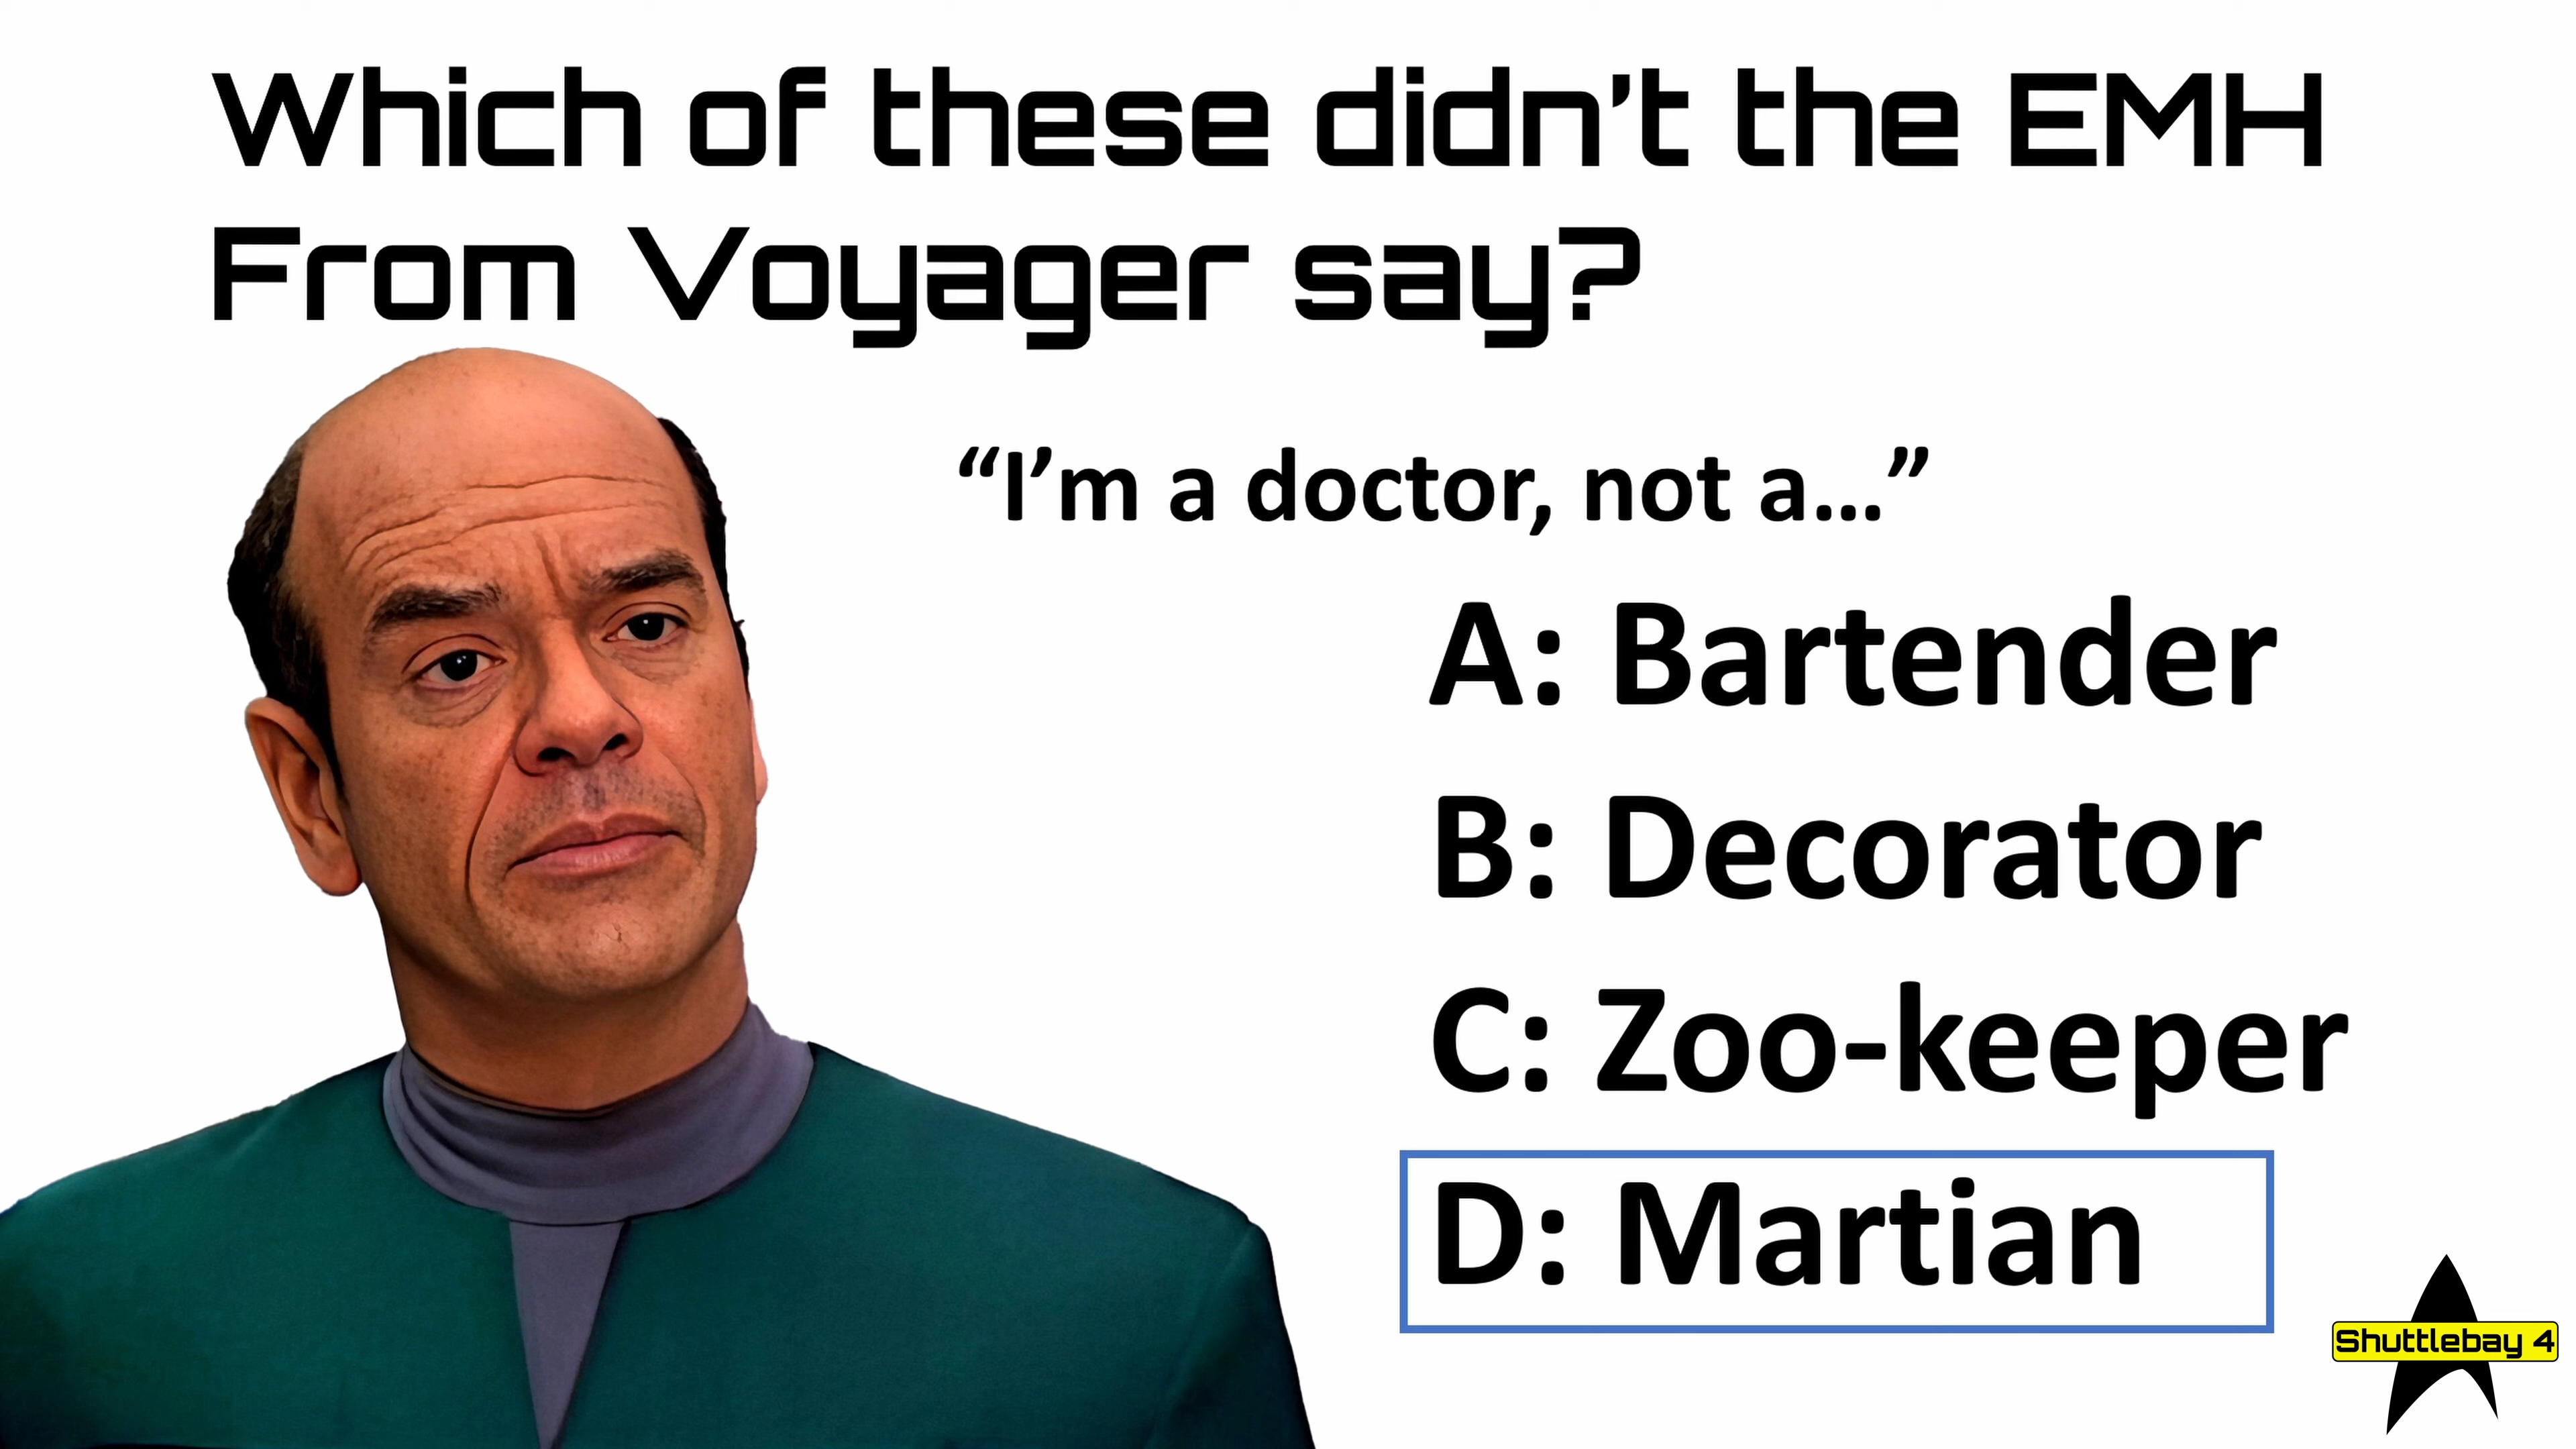 Which of these didn’t the EMH
From Voyager say?
“I’m a doctor, not a...”
A: Bartender
B: Decorator
C: Zoo-keeper
D: Martian
Shuttlebay 4